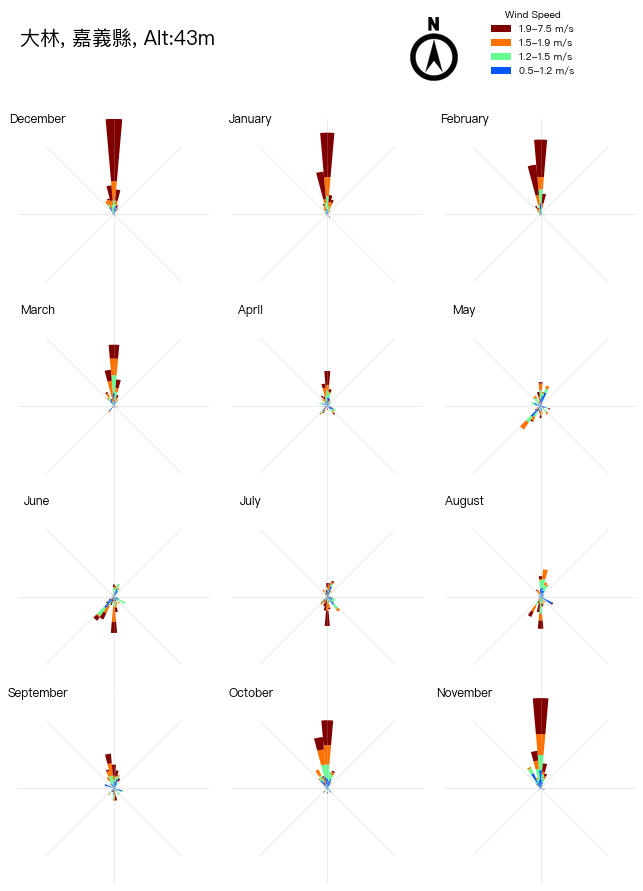 大林, 嘉義縣, Alt:43m
N
Wind Speed
1.9–7.5 m/s
1.5–1.9 m/s
1.2–1.5 m/s
0.5–1.2 m/s
December
January
February
March
April
May
June
July
August
September
October
November